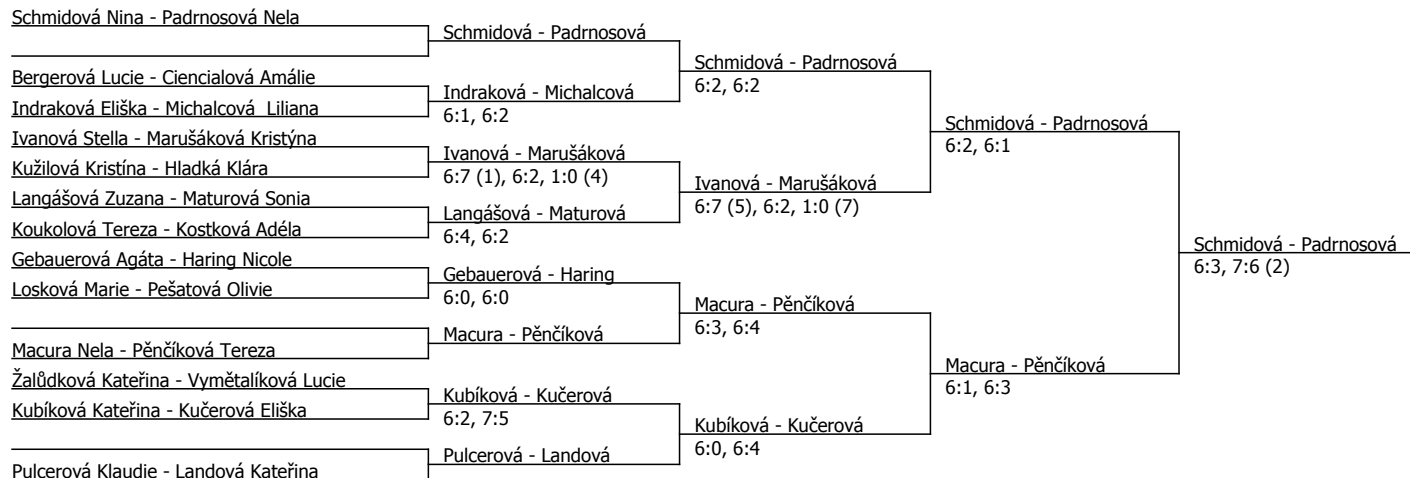 Schmidová Nina - Padrnosová Nela
Bergerová Lucie - Ciencialová Amálie
Indraková Eliška - Michalcová  Liliana
Ivanová Stella - Marušáková Kristýna
Kužilová Kristína - Hladká Klára
Langášová Zuzana - Maturová Sonia
Koukolová Tereza - Kostková Adéla
Gebauerová Agáta - Haring Nicole
Losková Marie - Pešatová Olivie
Macura Nela - Pěnčíková Tereza
Žalůdková Kateřina - Vymětalíková Lucie
Kubíková Kateřina - Kučerová Eliška
Pulcerová Klaudie - Landová Kateřina
Schmidová - Padrnosová
Indraková - Michalcová
6:1, 6:2
Ivanová - Marušáková
6:7 (1), 6:2, 1:0 (4)
Langášová - Maturová
6:4, 6:2
Gebauerová - Haring
6:0, 6:0
Macura - Pěnčíková
Kubíková - Kučerová
6:2, 7:5
Pulcerová - Landová
Schmidová - Padrnosová
6:2, 6:2
Ivanová - Marušáková
6:7 (5), 6:2, 1:0 (7)
Macura - Pěnčíková
6:3, 6:4
Kubíková - Kučerová
6:0, 6:4
Schmidová - Padrnosová
6:2, 6:1
Macura - Pěnčíková
6:1, 6:3
Schmidová - Padrnosová
6:3, 7:6 (2)